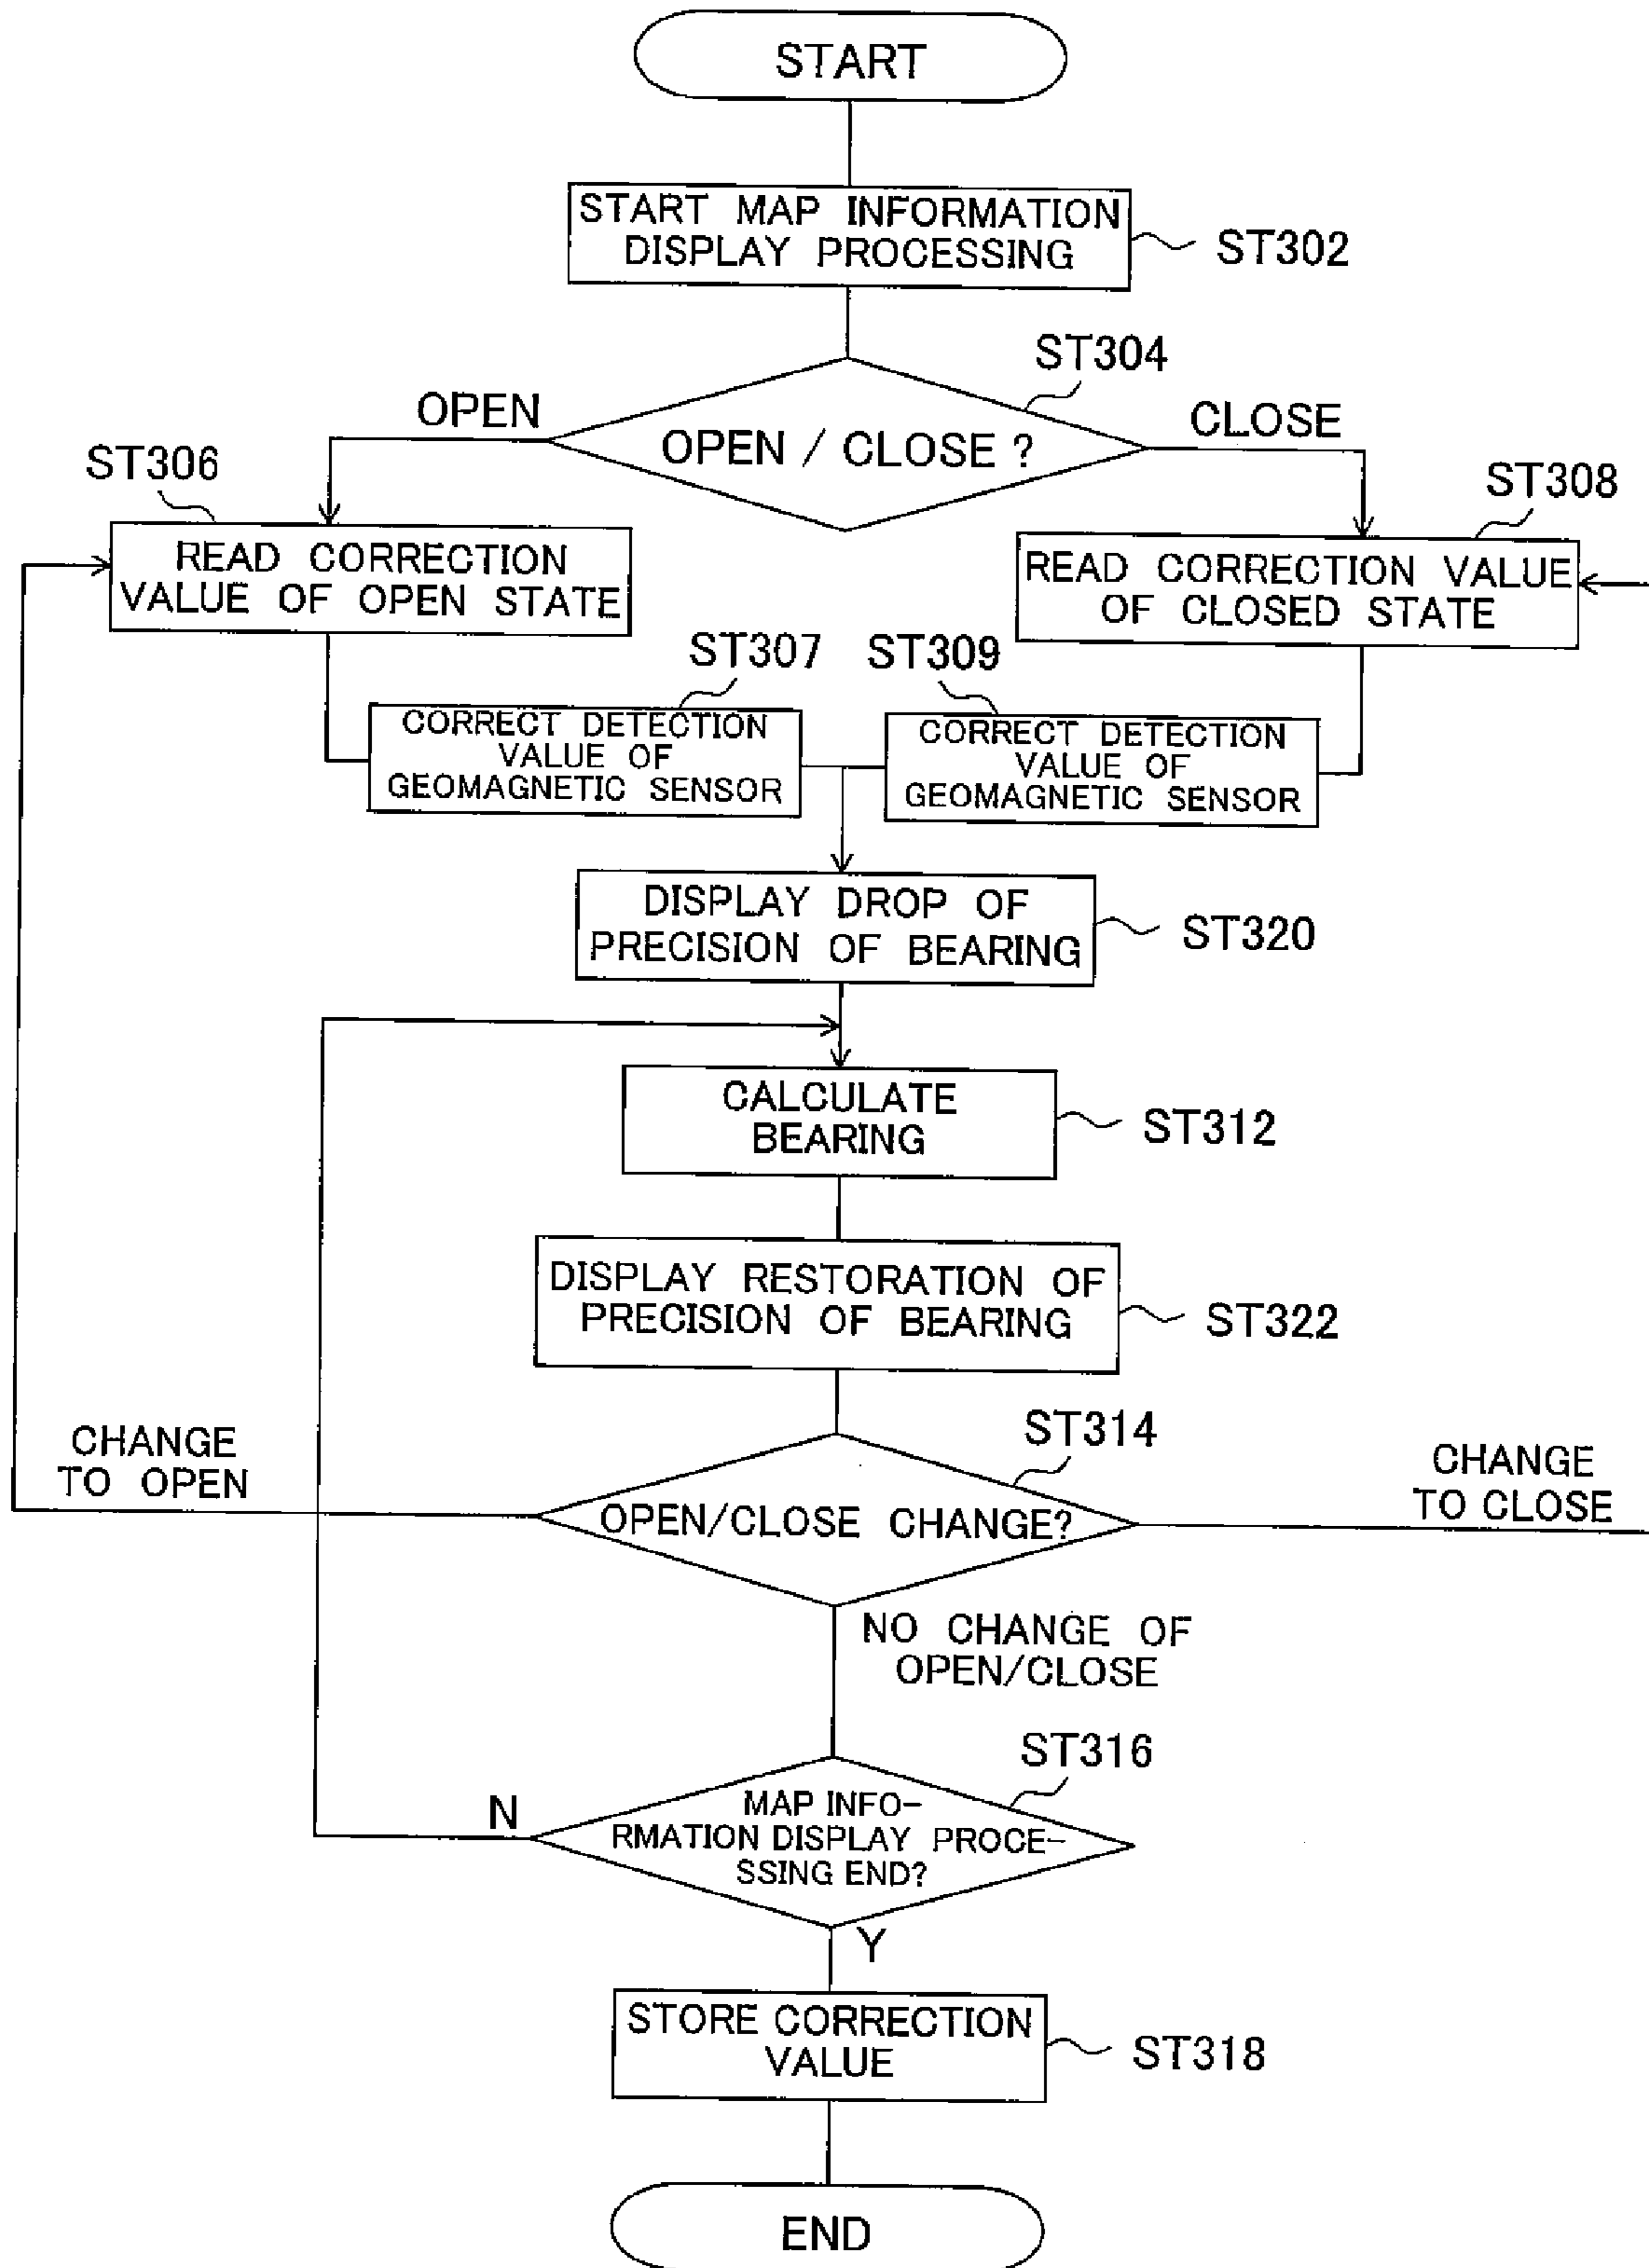 START
START MAP INFORMATION
DISPLAY PROCESSING
ST302
ST304
OPEN
OPEN / CLOSE ?
CLOSE
ST306
READ CORRECTION
VALUE OF OPEN STATE
ST308
READ CORRECTION VALUE
OF CLOSED STATE
ST307
CORRECT DETECTION
VALUE OF
GEOMAGNETIC SENSOR
ST309
CORRECT DETECTION
VALUE OF
GEOMAGNETIC SENSOR
DISPLAY DROP OF
PRECISION OF BEARING
ST320
CALCULATE
BEARING
ST312
DISPLAY RESTORATION OF
PRECISION OF BEARING
ST322
CHANGE
TO OPEN
ST314
OPEN/CLOSE CHANGE?
CHANGE
TO CLOSE
NO CHANGE OF
OPEN/CLOSE
ST316
N
MAP INFO-
RMATION DISPLAY PROCE-
SSING END?
Y
STORE CORRECTION
VALUE
ST318
END